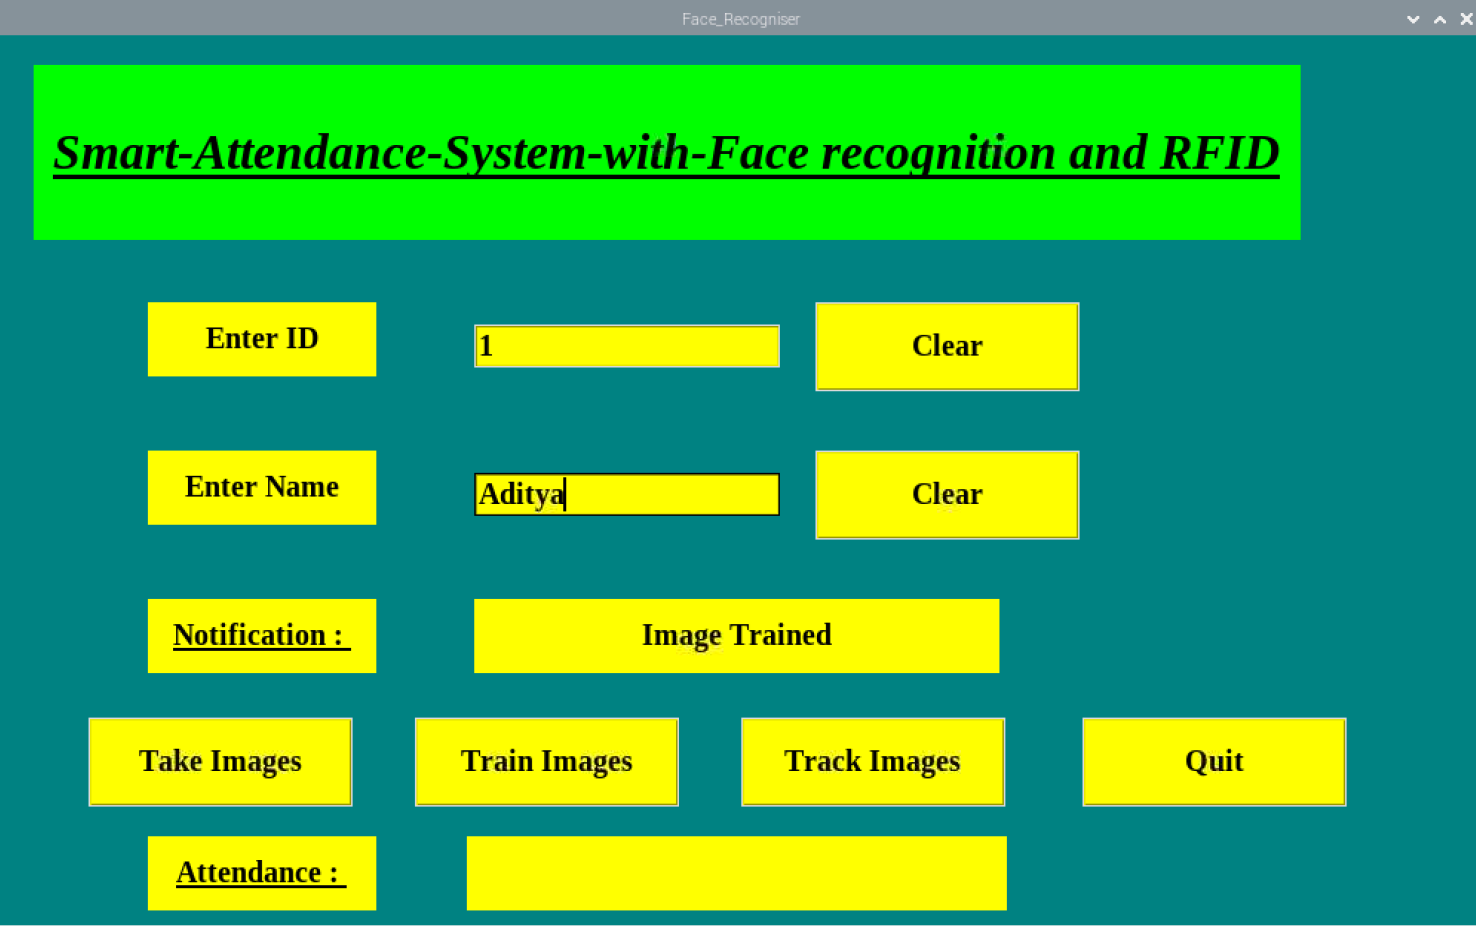 Face_Recogniser
Smart-Attendance-System-with-Face recognition and RFID
Enter ID
1
Clear
Enter Name
Aditya
Clear
Notification :
Image Trained
Take Images
Train Images
Track Images
Quit
Attendance :